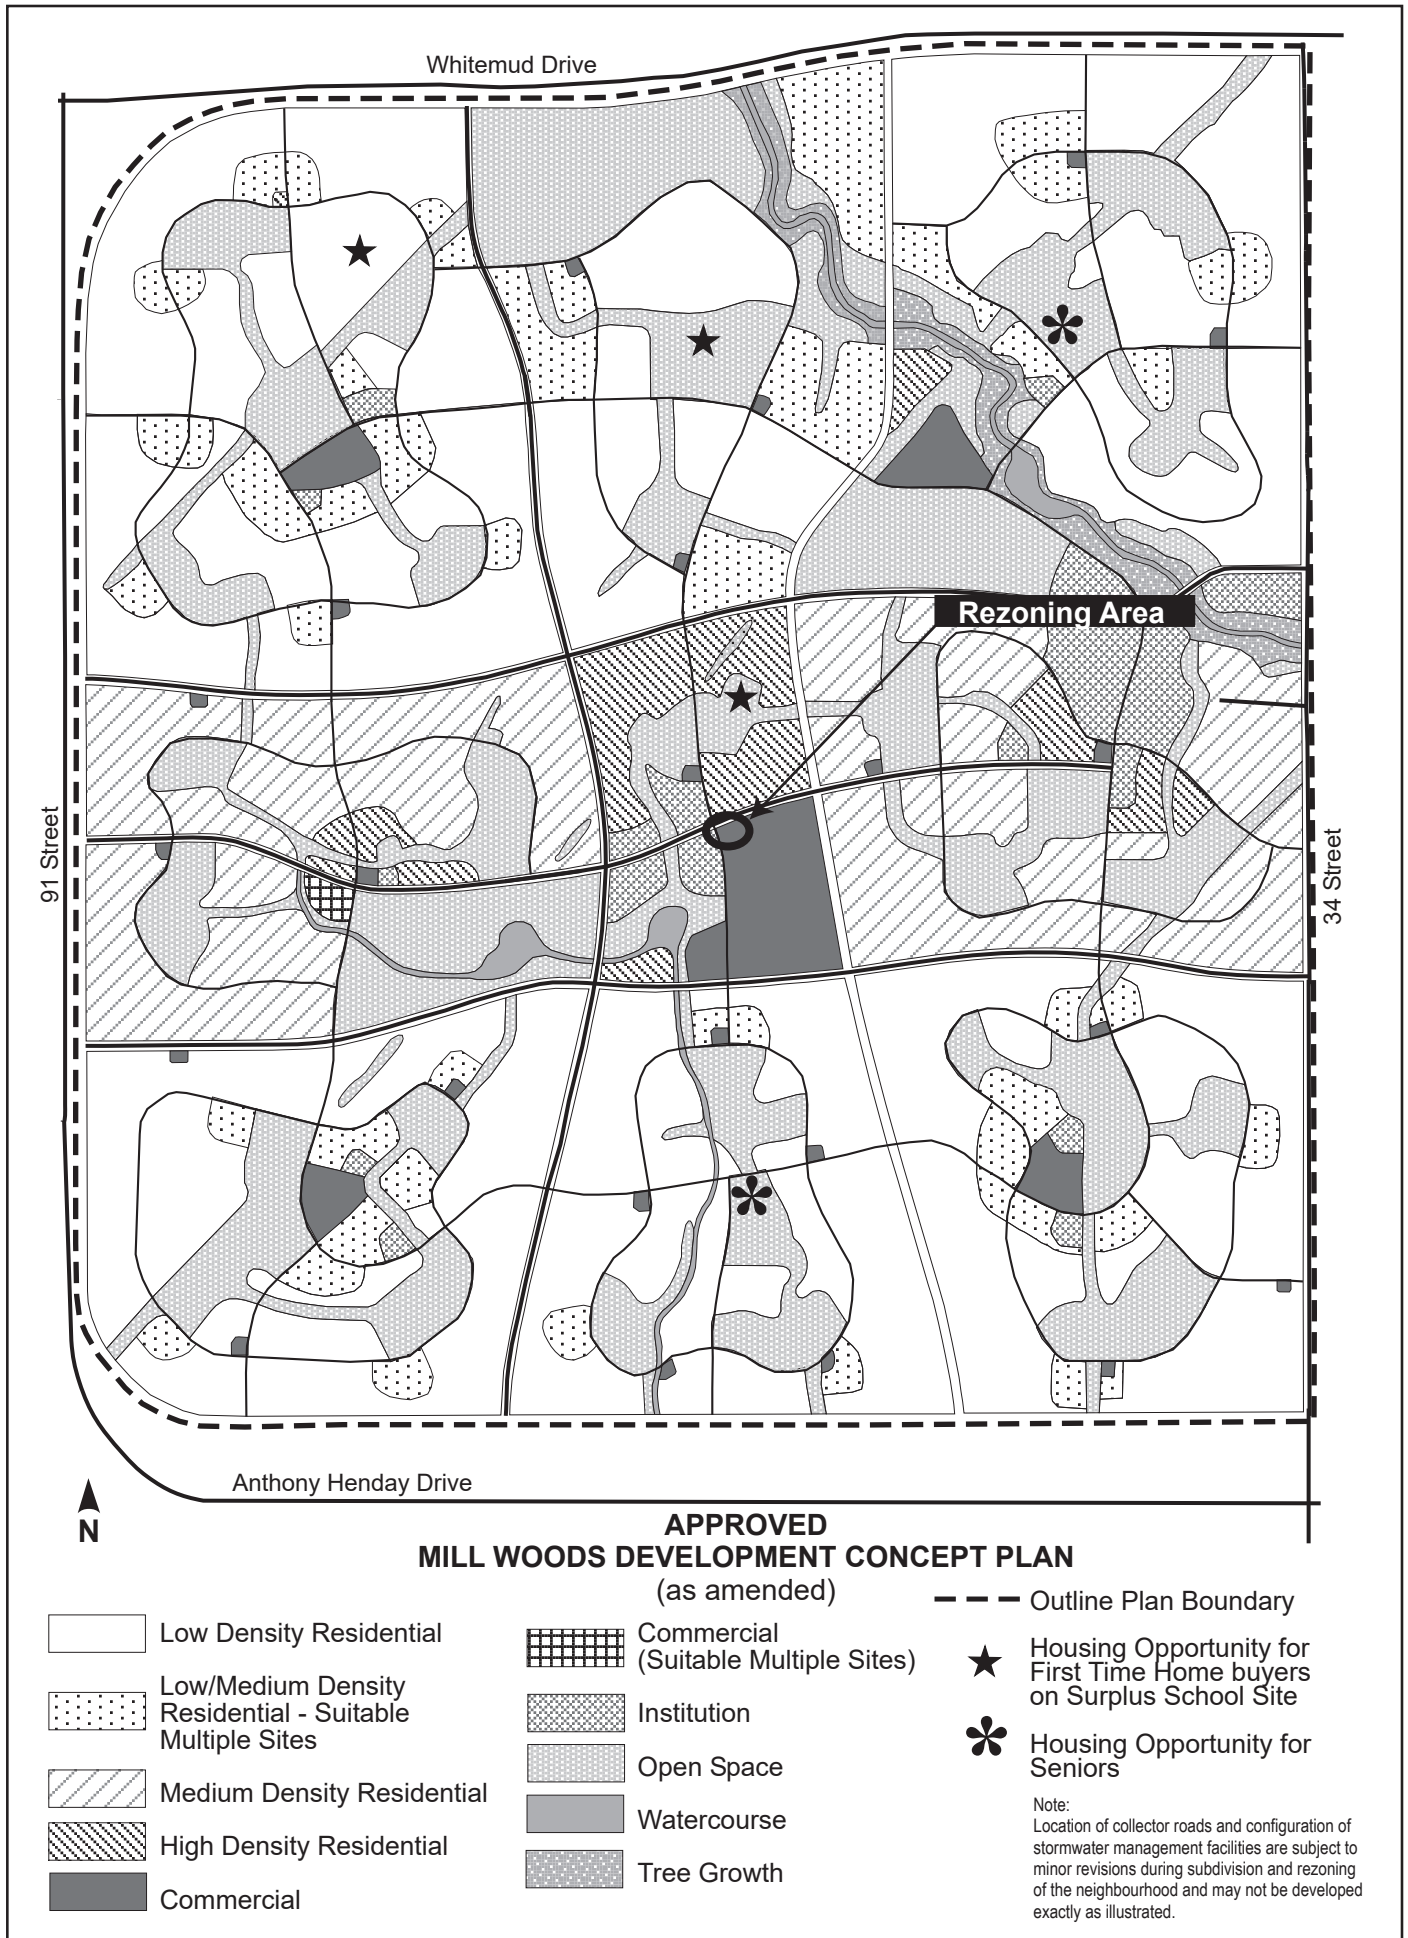 Whitemud Drive
Rezoning Area
91 Street
34 Street
Anthony Henday Drive
N
APPROVED
MILL WOODS DEVELOPMENT CONCEPT PLAN
(as amended)
Low Density Residential
Low/Medium Density
Residential - Suitable
Multiple Sites
Medium Density Residential
High Density Residential
Commercial
Commercial
(Suitable Multiple Sites)
Institution
Open Space
Watercourse
Tree Growth
Outline Plan Boundary
Housing Opportunity for
First Time Home buyers
on Surplus School Site
Housing Opportunity for
Seniors
Note:
Location of collector roads and configuration of
stormwater management facilities are subject to
minor revisions during subdivision and rezoning
of the neighbourhood and may not be developed
exactly as illustrated.